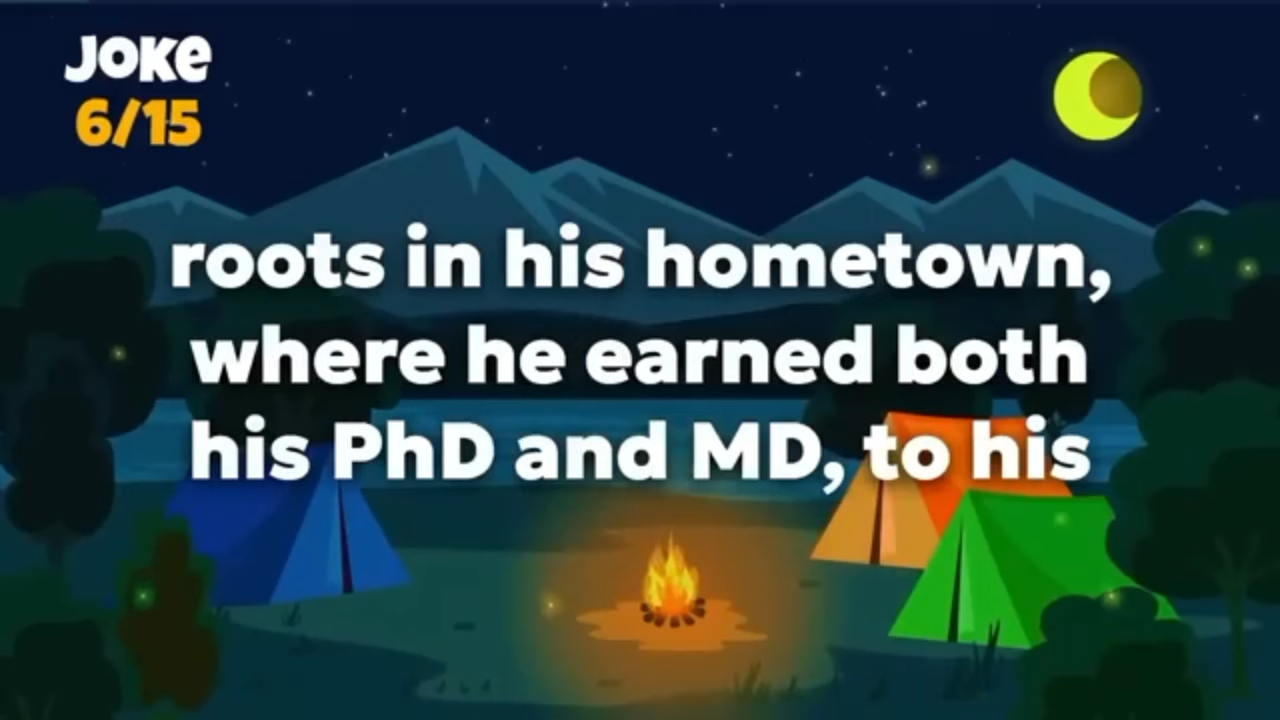 JOKE
6/15
roots in his hometown,
where he earned both
his PhD and MD, to his